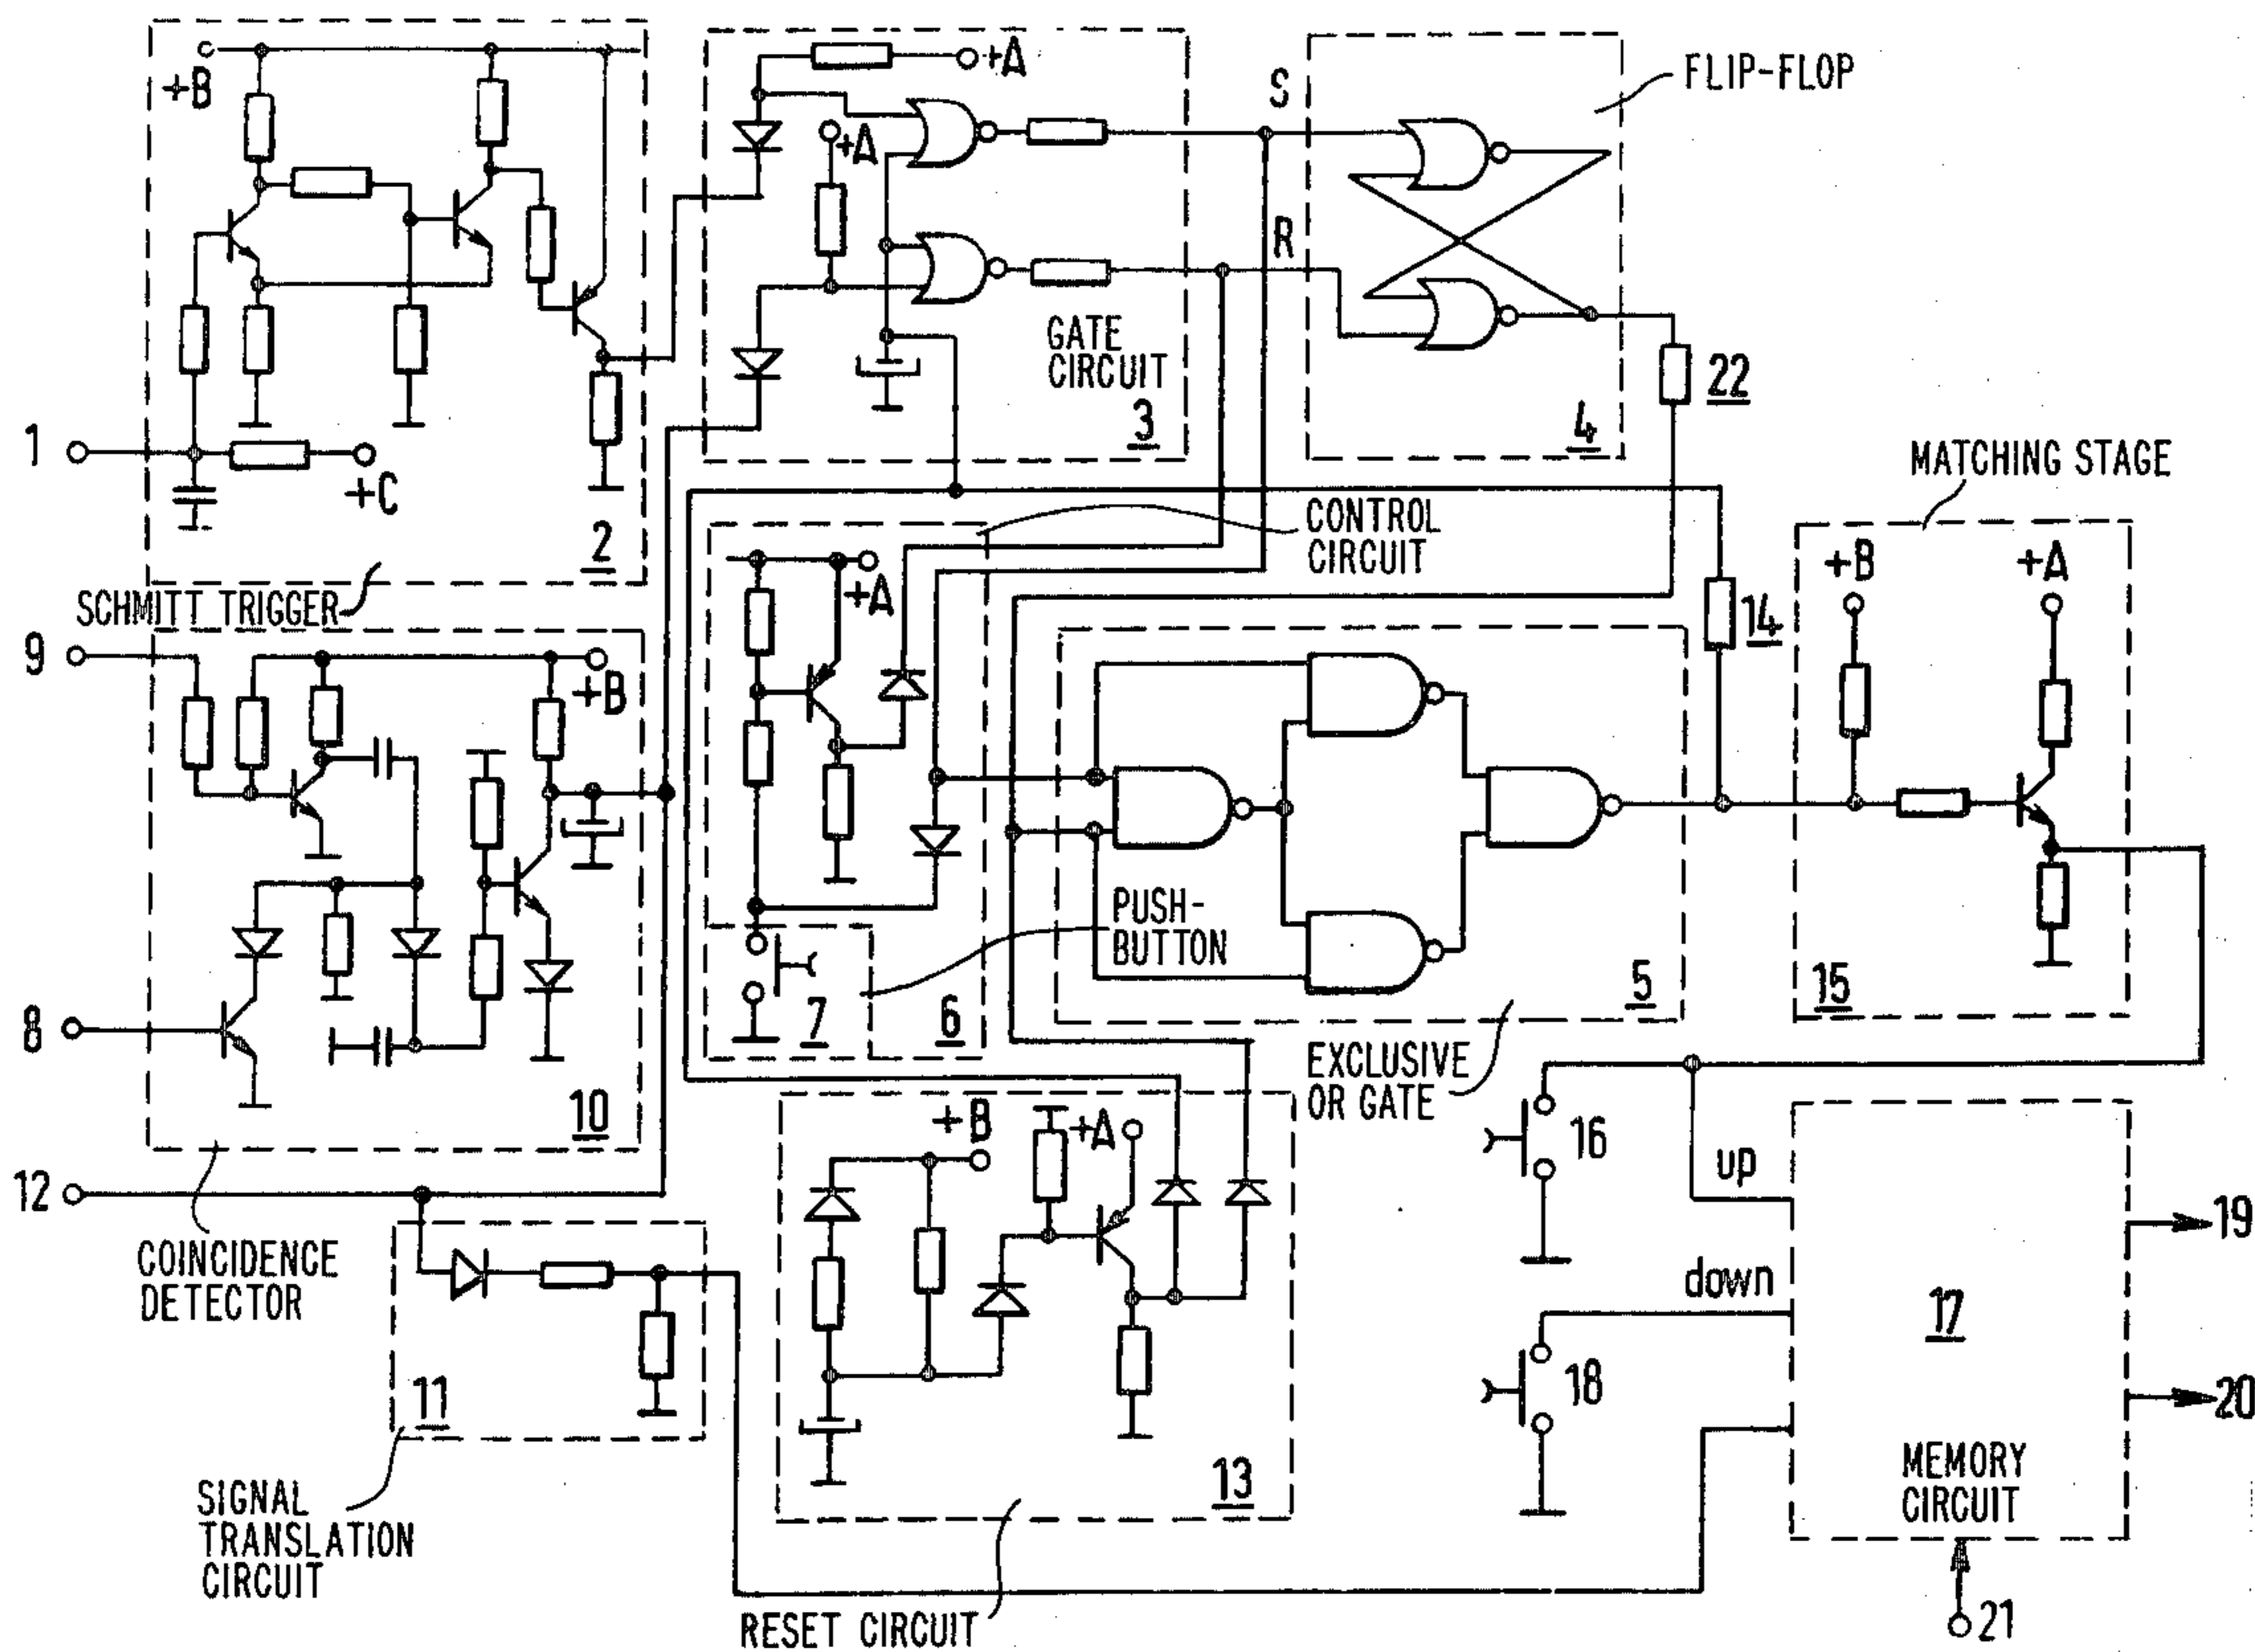 +B
1
+C
2
SCHMITT TRIGGER
+A
+A
GATE
CIRCUIT
3
S
R
FLIP-FLOP
4
22
MATCHING STAGE
CONTROL
CIRCUIT
+A
14
+B
+A
15
9
+B
8
10
COINCIDENCE
DETECTOR
PUSH-
BUTTON
7
6
5
EXCLUSIVE
OR GATE
12
11
SIGNAL
TRANSLATION
CIRCUIT
+B
+A
13
RESET CIRCUIT
16
up
down
18
17
MEMORY
CIRCUIT
19
20
21